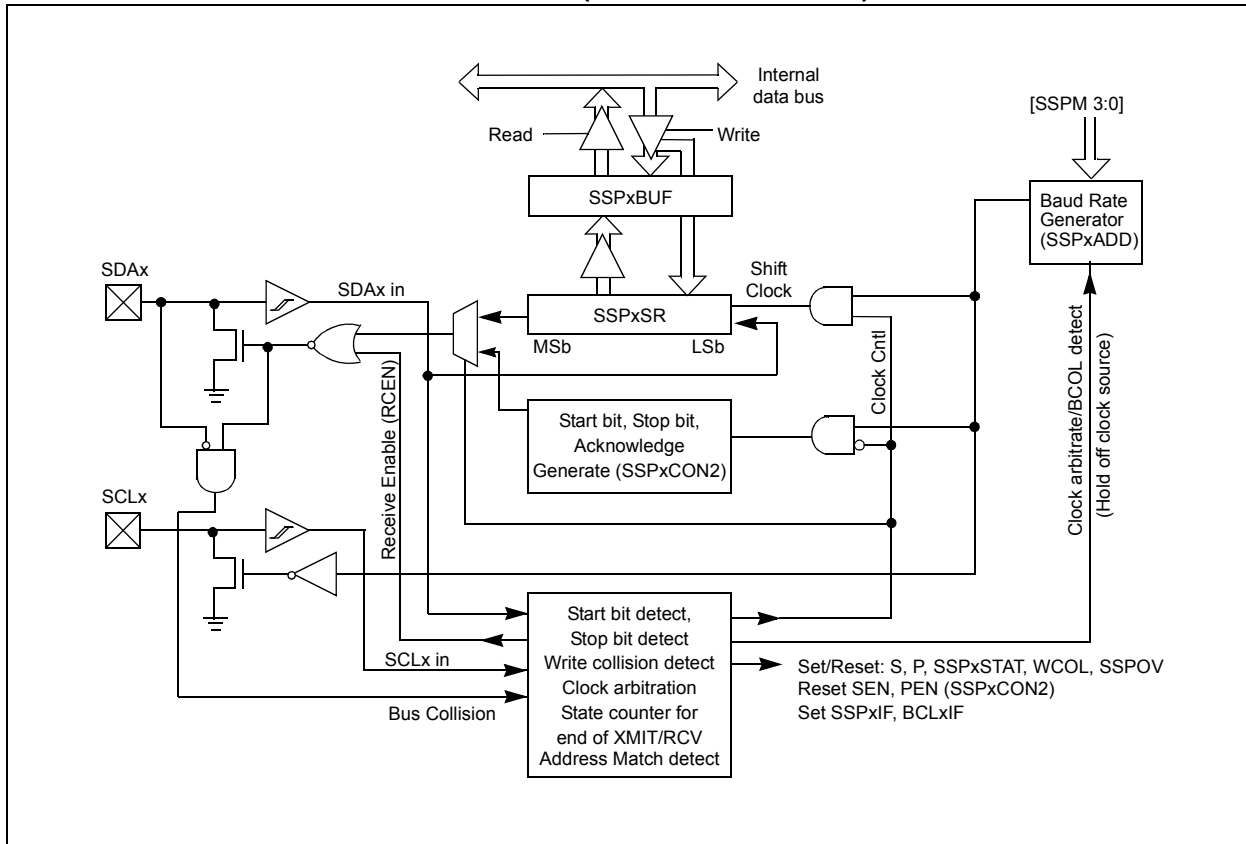 Internal
data bus
[SSPM 3:0]
Read
Write
SSPxBUF
Baud Rate
Generator
(SSPxADD)
SDAx
SDAx in
Shift
Clock
SSPxSR
MSb
LSb
Start bit, Stop bit,
Acknowledge
Generate (SSPxCON2)
Clock Cntl
Receive Enable (RCEN)
Clock arbitrate/BCOL detect
(Hold off clock source)
SCLx
SCLx in
Bus Collision
Start bit detect,
Stop bit detect
Write collision detect
Clock arbitration
State counter for
end of XMIT/RCV
Address Match detect
Set/Reset: S, P, SSPxSTAT, WCOL, SSPOV
Reset SEN, PEN (SSPxCON2)
Set SSPxIF, BCLxIF